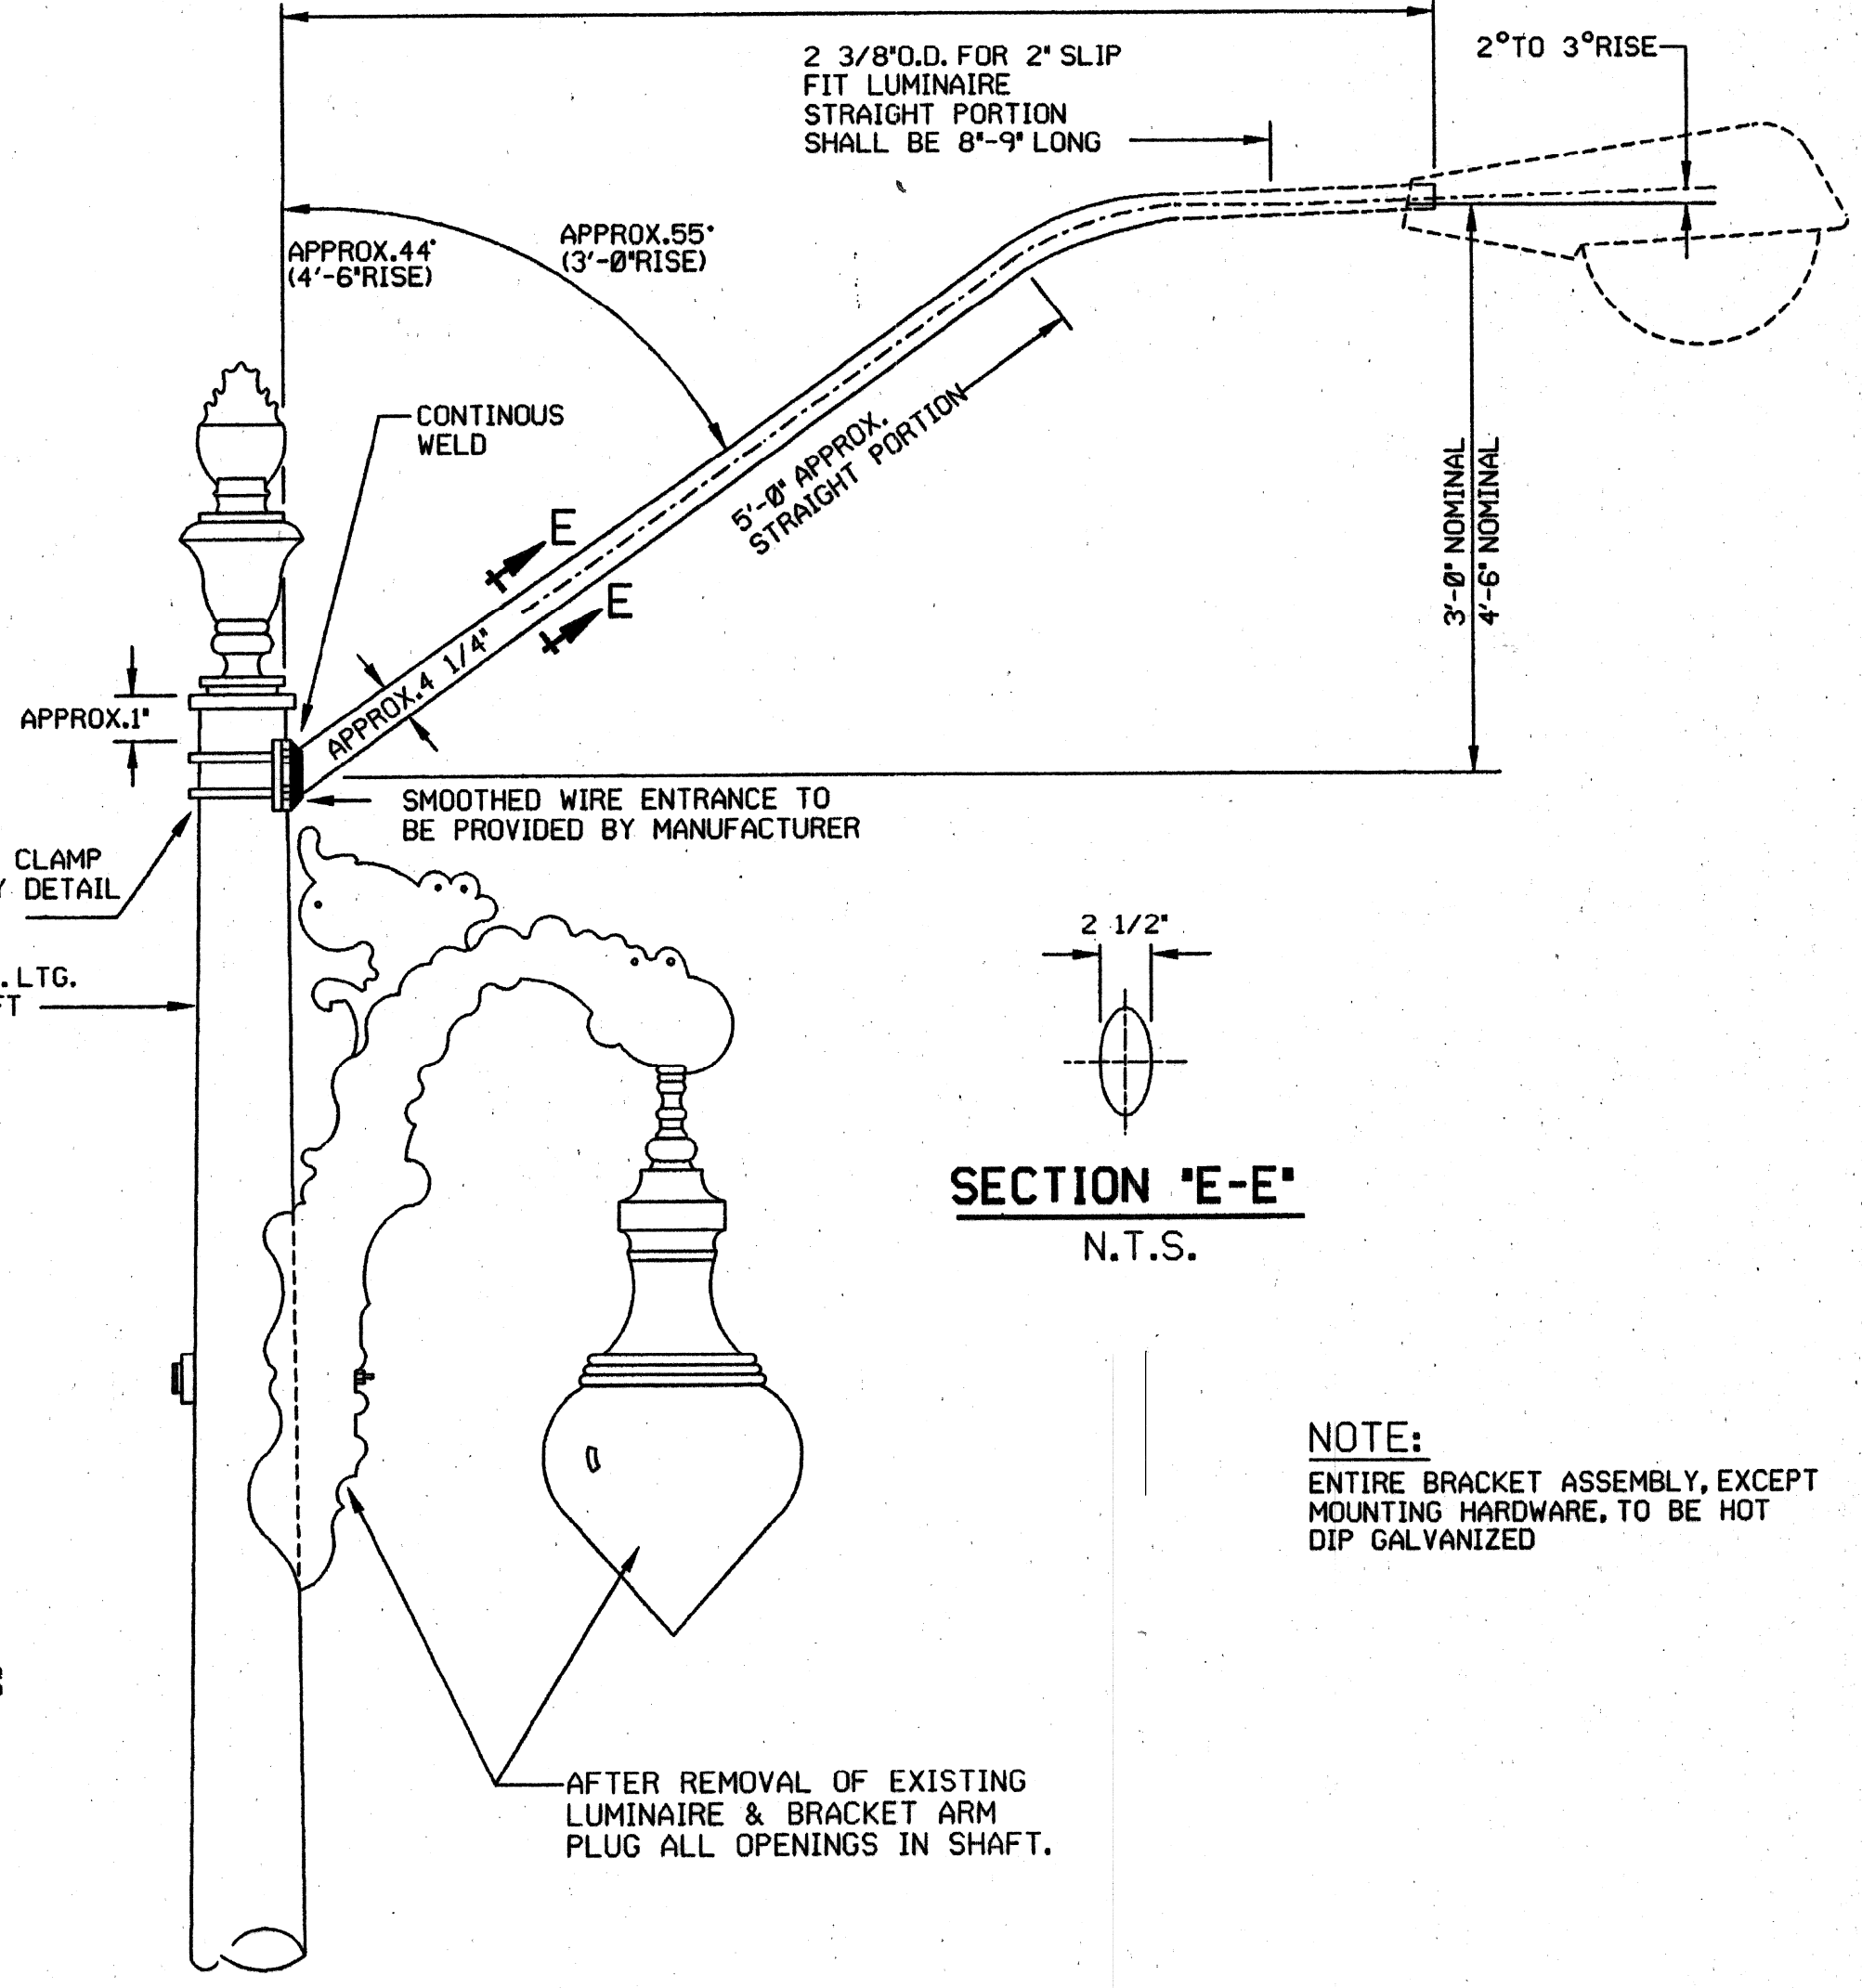 2 3/8"O.D. FOR 2" SLIP
FIT LUMINAIRE
STRAIGHT PORTION
SHALL BE 8"-9" LONG
2° TO 3° RISE
APPROX.44°
(4'-6"RISE)
APPROX.55°
(3'-0"RISE)
CONTINOUS
WELD
5'-0" APPROX.
STRAIGHT PORTION
3'-0" NOMINAL
4'-6" NOMINAL
E
E
APPROX.4 1/4"
APPROX.1"
SMOOTHED WIRE ENTRANCE TO
BE PROVIDED BY MANUFACTURER
CLAMP
Y DETAIL
.LTG.
FT
2 1/2"
SECTION "E-E"
N.T.S.
NOTE:
ENTIRE BRACKET ASSEMBLY, EXCEPT
MOUNTING HARDWARE, TO BE HOT
DIP GALVANIZED
AFTER REMOVAL OF EXISTING
LUMINAIRE & BRACKET ARM
PLUG ALL OPENINGS IN SHAFT.